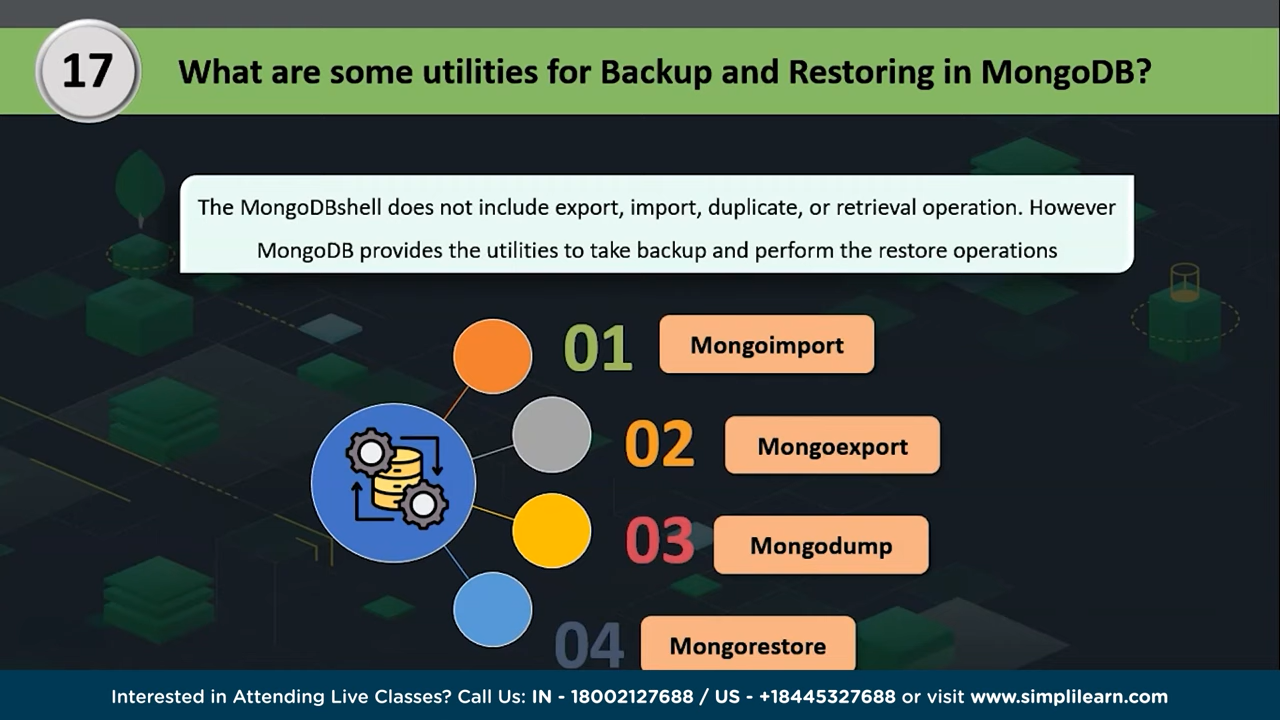 17
What are some utilities for Backup and Restoring in MongoDB?
The MongoDBshell does not include export, import, duplicate, or retrieval operation. However
MongoDB provides the utilities to take backup and perform the restore operations
01
Mongoimport
02
Mongoexport
03
Mongodump
04
Mongorestore
Interested in Attending Live Classes? Call Us: IN - 18002127688 / US - +18445327688 or visit www.simplilearn.com